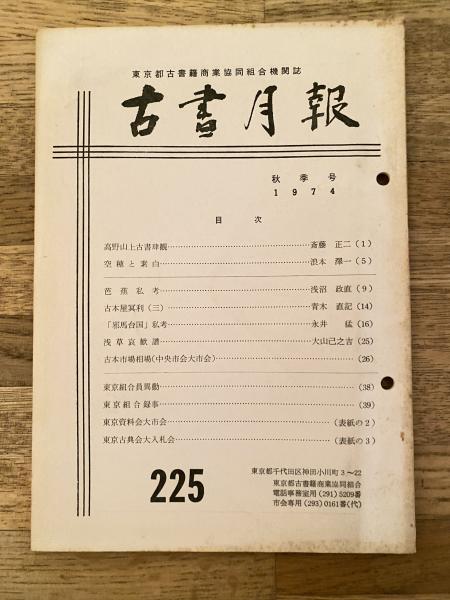 東京都古書籍商業協同組合機関誌
古書月報
秋季号
1974
目次
高野山上古書肆観……………斎藤 正二(1)
空穂と素白……………浪本 澤一(5)
芭蕉私考……………浅沼 政直(9)
古本屋冥利(三)……………青木 直記(14)
「邪馬台国」私考……………永井 猛(16)
浅草哀歓譜……………大山己之吉(25)
古本市場相場(中央市会大市会)……………(26)
東京組合員異動……………(38)
東京組合録事……………(39)
東京資料会大市会……………(表紙の2)
東京古典会大入札会……………(表紙の3)
225
東京都千代田区神田小川町3〜22
東京都古書籍商業協同組合
電話事務室用(291)5209番
市会専用(293)0161番(代)